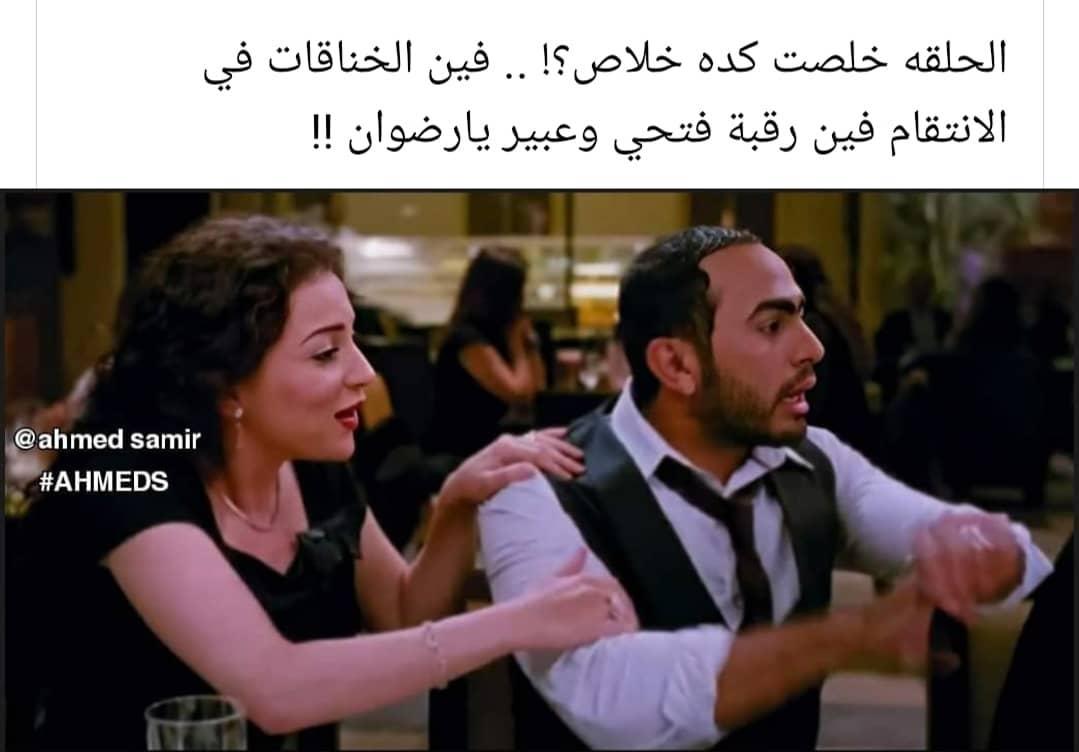 الحلقه خلصت كده خلاص؟! .. فين الخناقات في
الانتقام فين رقبة فتحي وعبير يارضوان !!
@ahmed samir
#AHMEDS